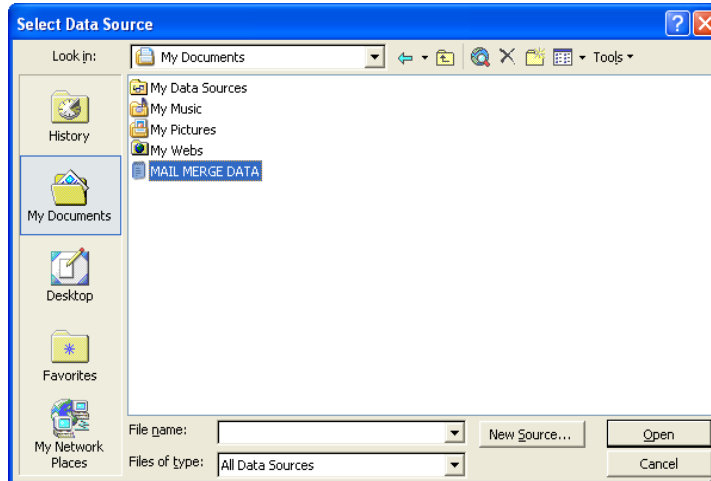 Select Data Source
Look in:
My Documents
Tools
My Data Sources
My Music
My Pictures
My Webs
MAIL MERGE DATA
History
My Documents
Desktop
Favorites
My Network
Places
File name:
New Source...
Open
Files of type:
All Data Sources
Cancel